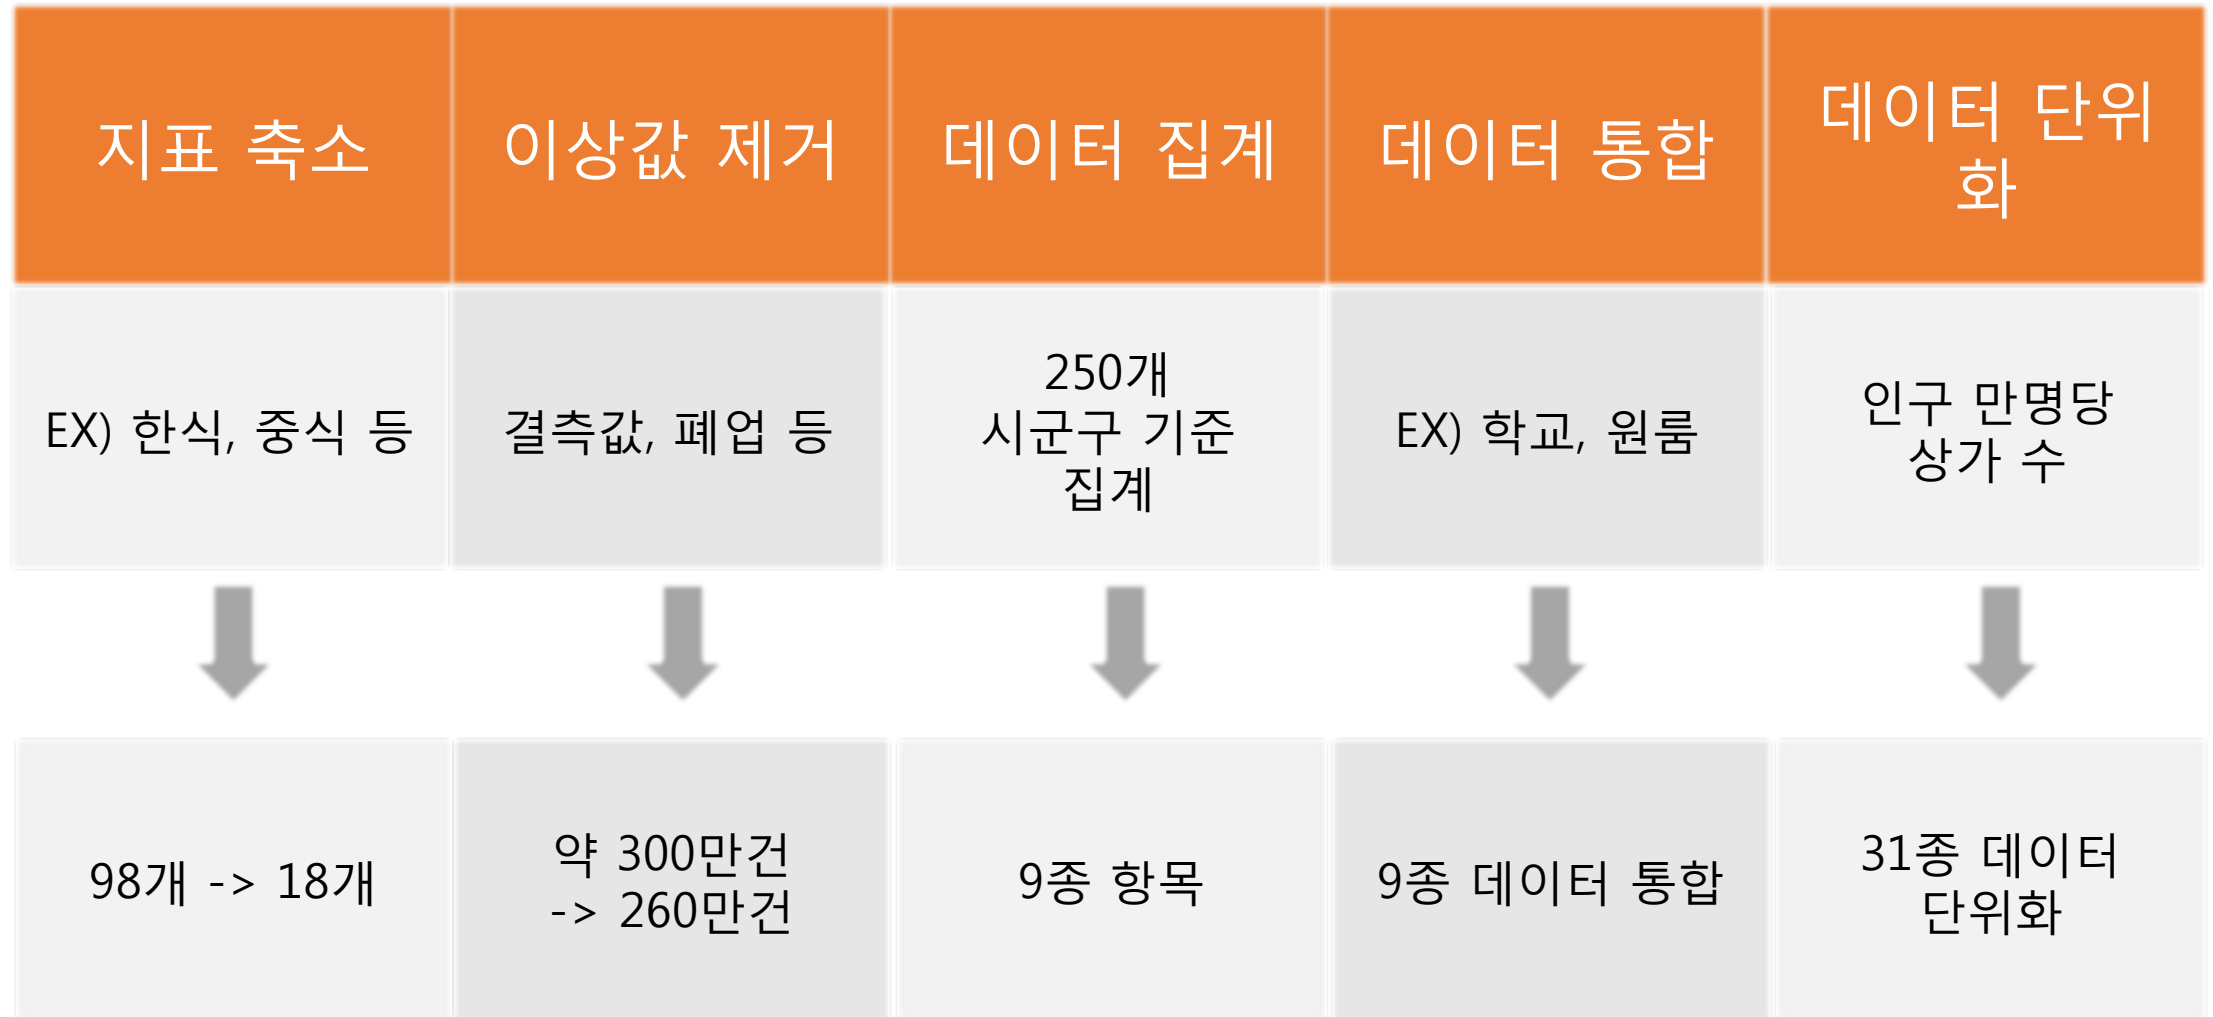 지표 축소
이상값 제거
데이터 집계
데이터 통합
데이터 단위
화
EX) 한식, 중식 등
결측값, 폐업 등
250개
시군구 기준
집계
EX) 학교, 원룸
인구 만명당
상가 수
98개 -> 18개
약 300만건
-> 260만건
9종 항목
9종 데이터 통합
31종 데이터
단위화